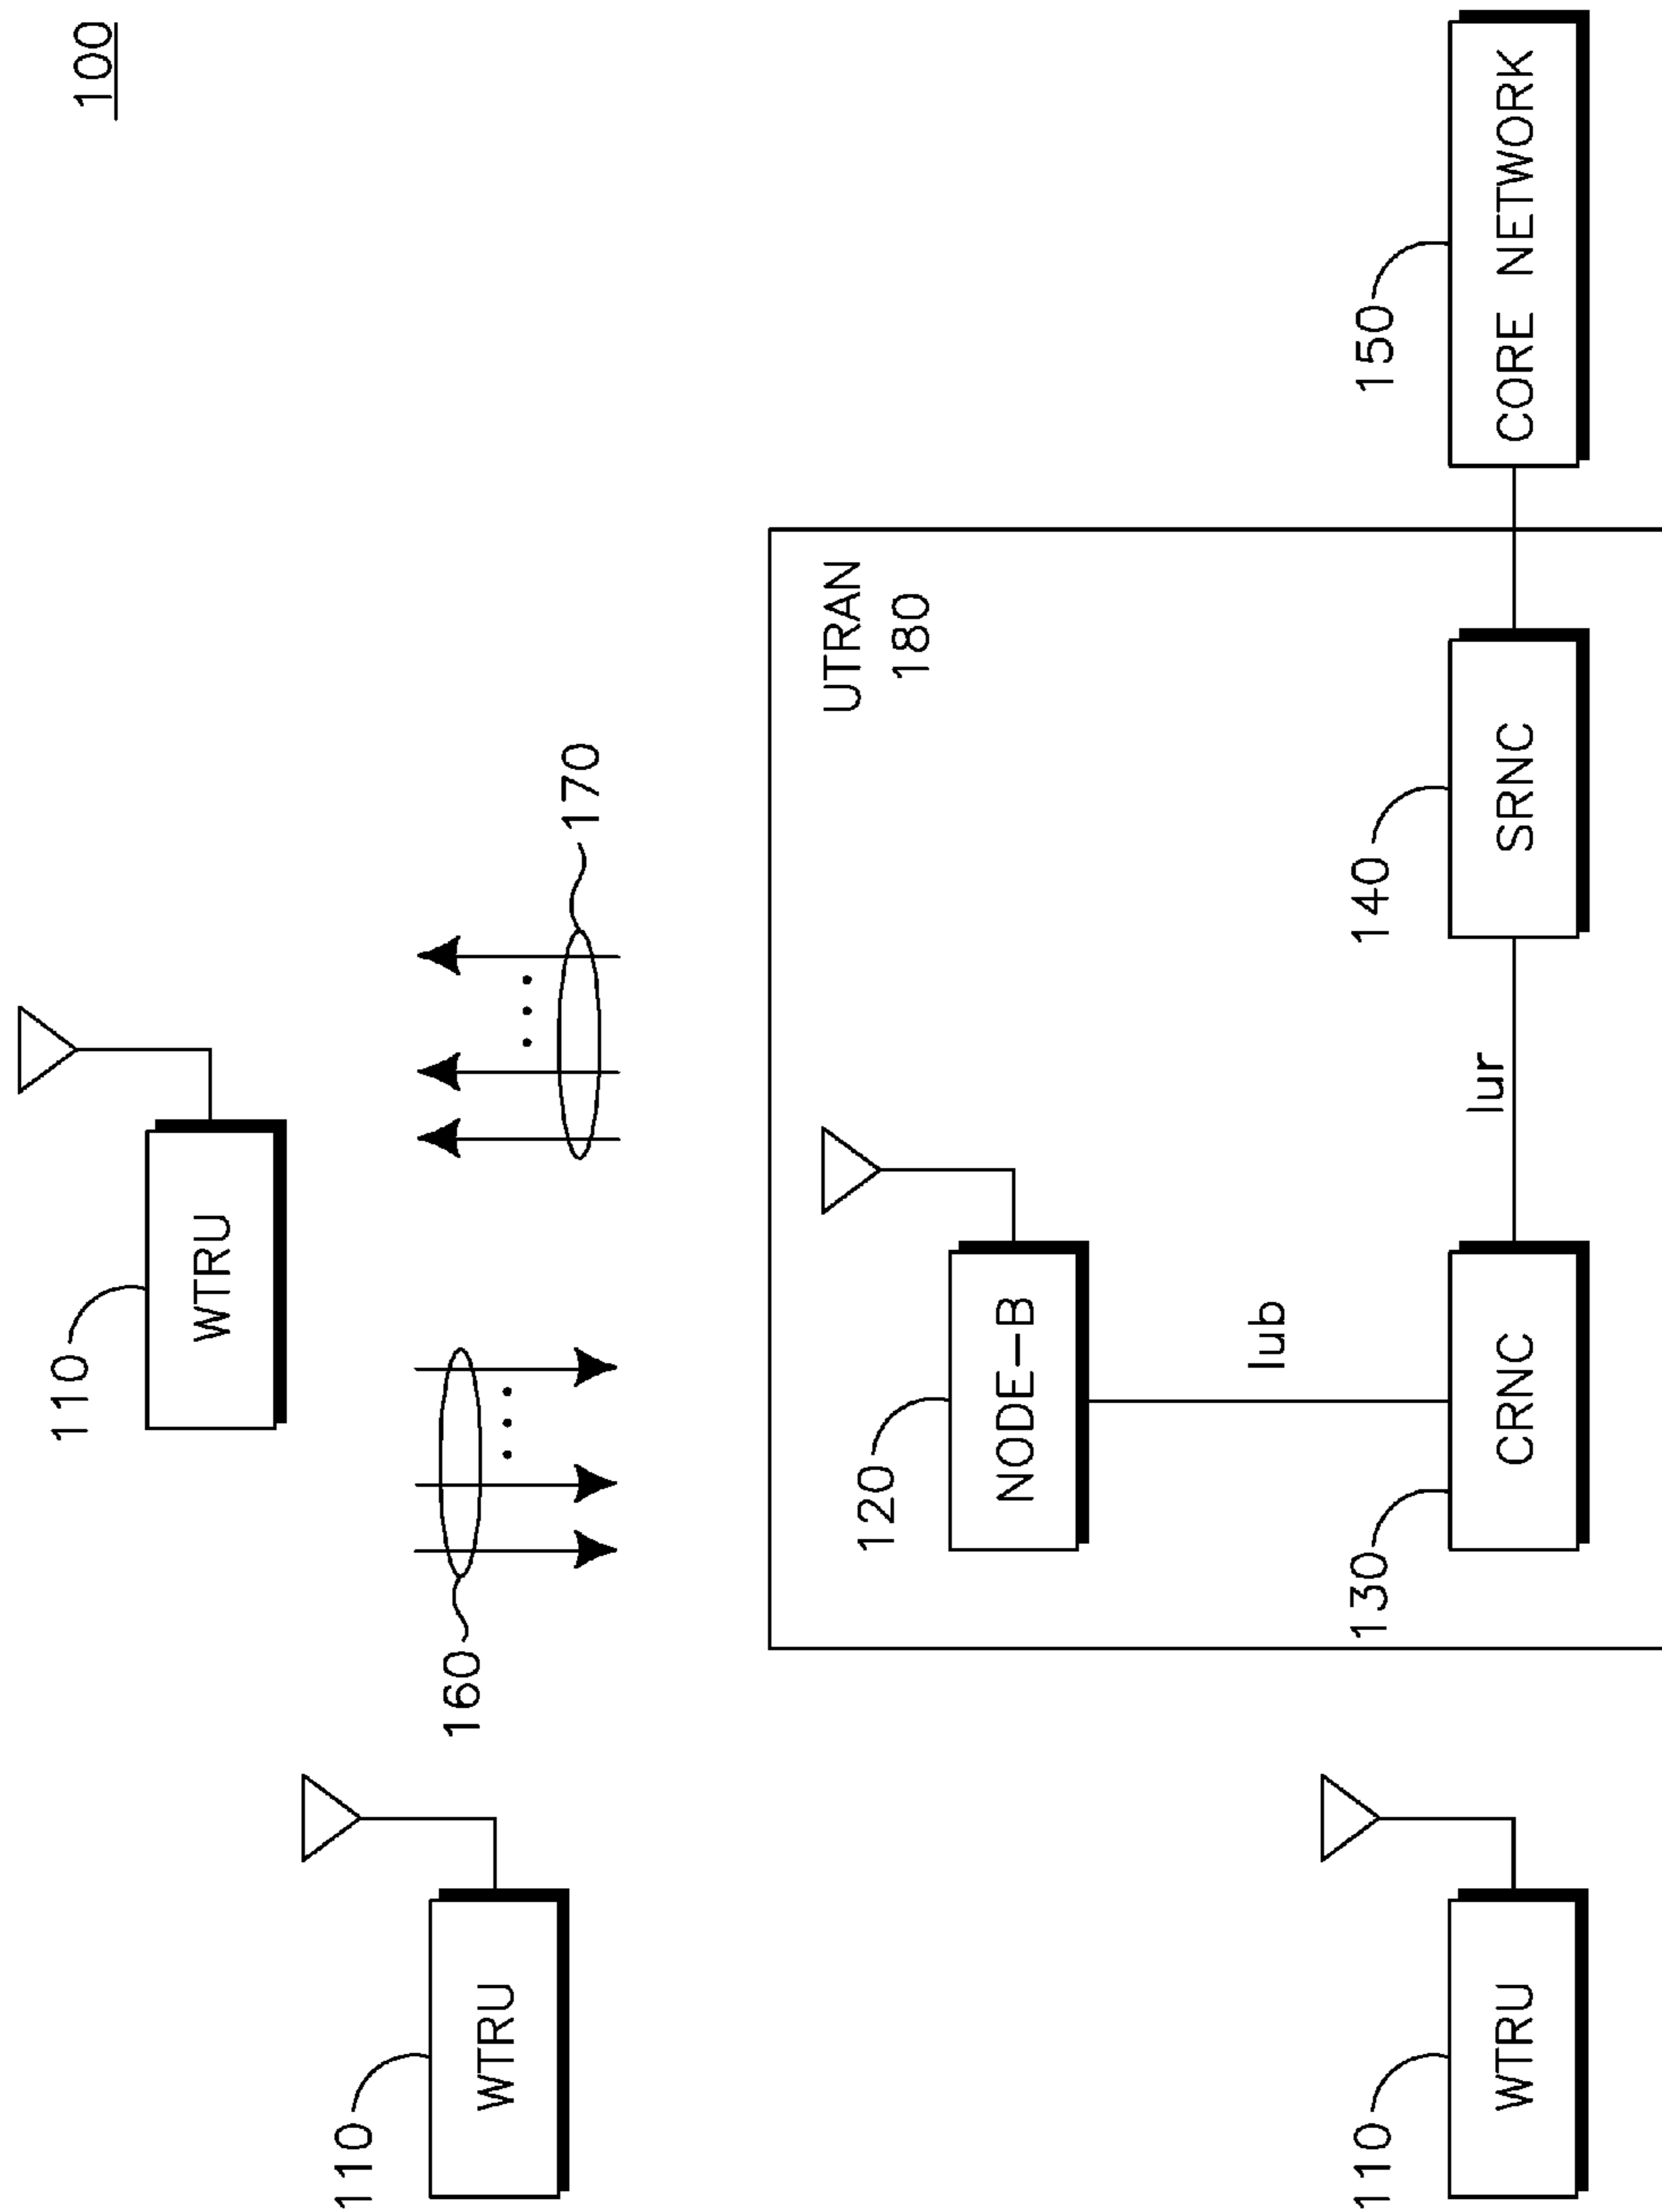 100
110
WTRU
110
WTRU
160
170
UTRAN
180
120
NODE-B
Iub
110
WTRU
130
CRNC
Iur
140
SRNC
150
CORE NETWORK